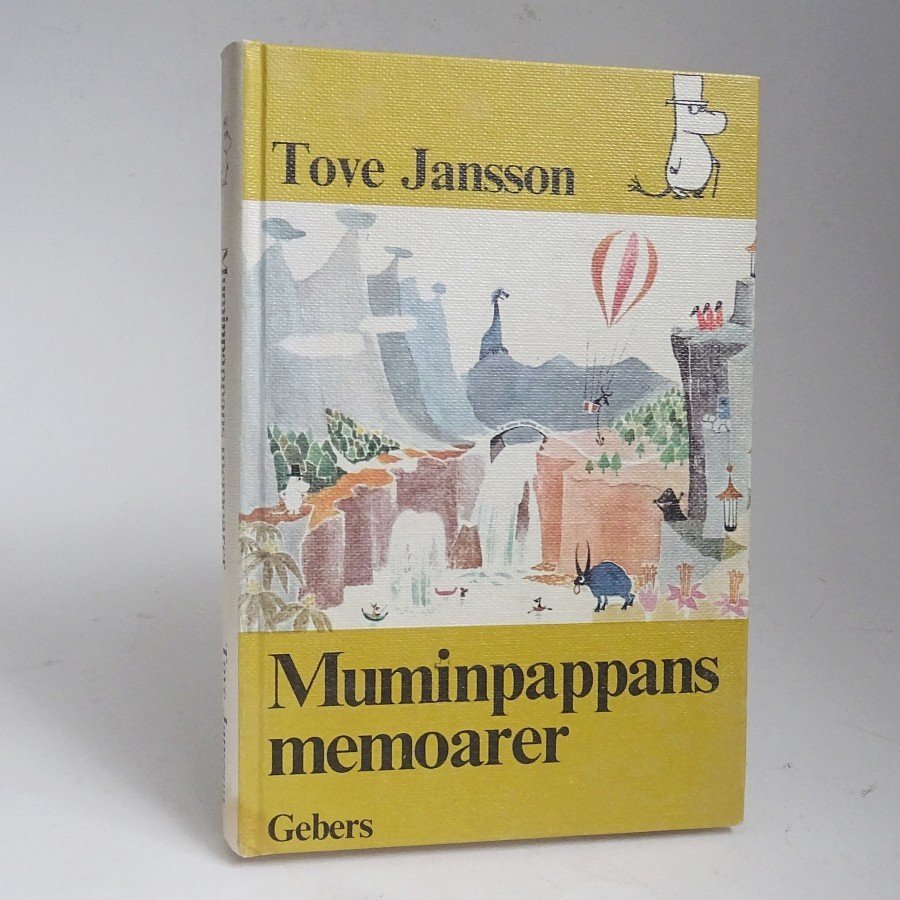 Tove Jansson
Muminpappans
memoarer
Gebers